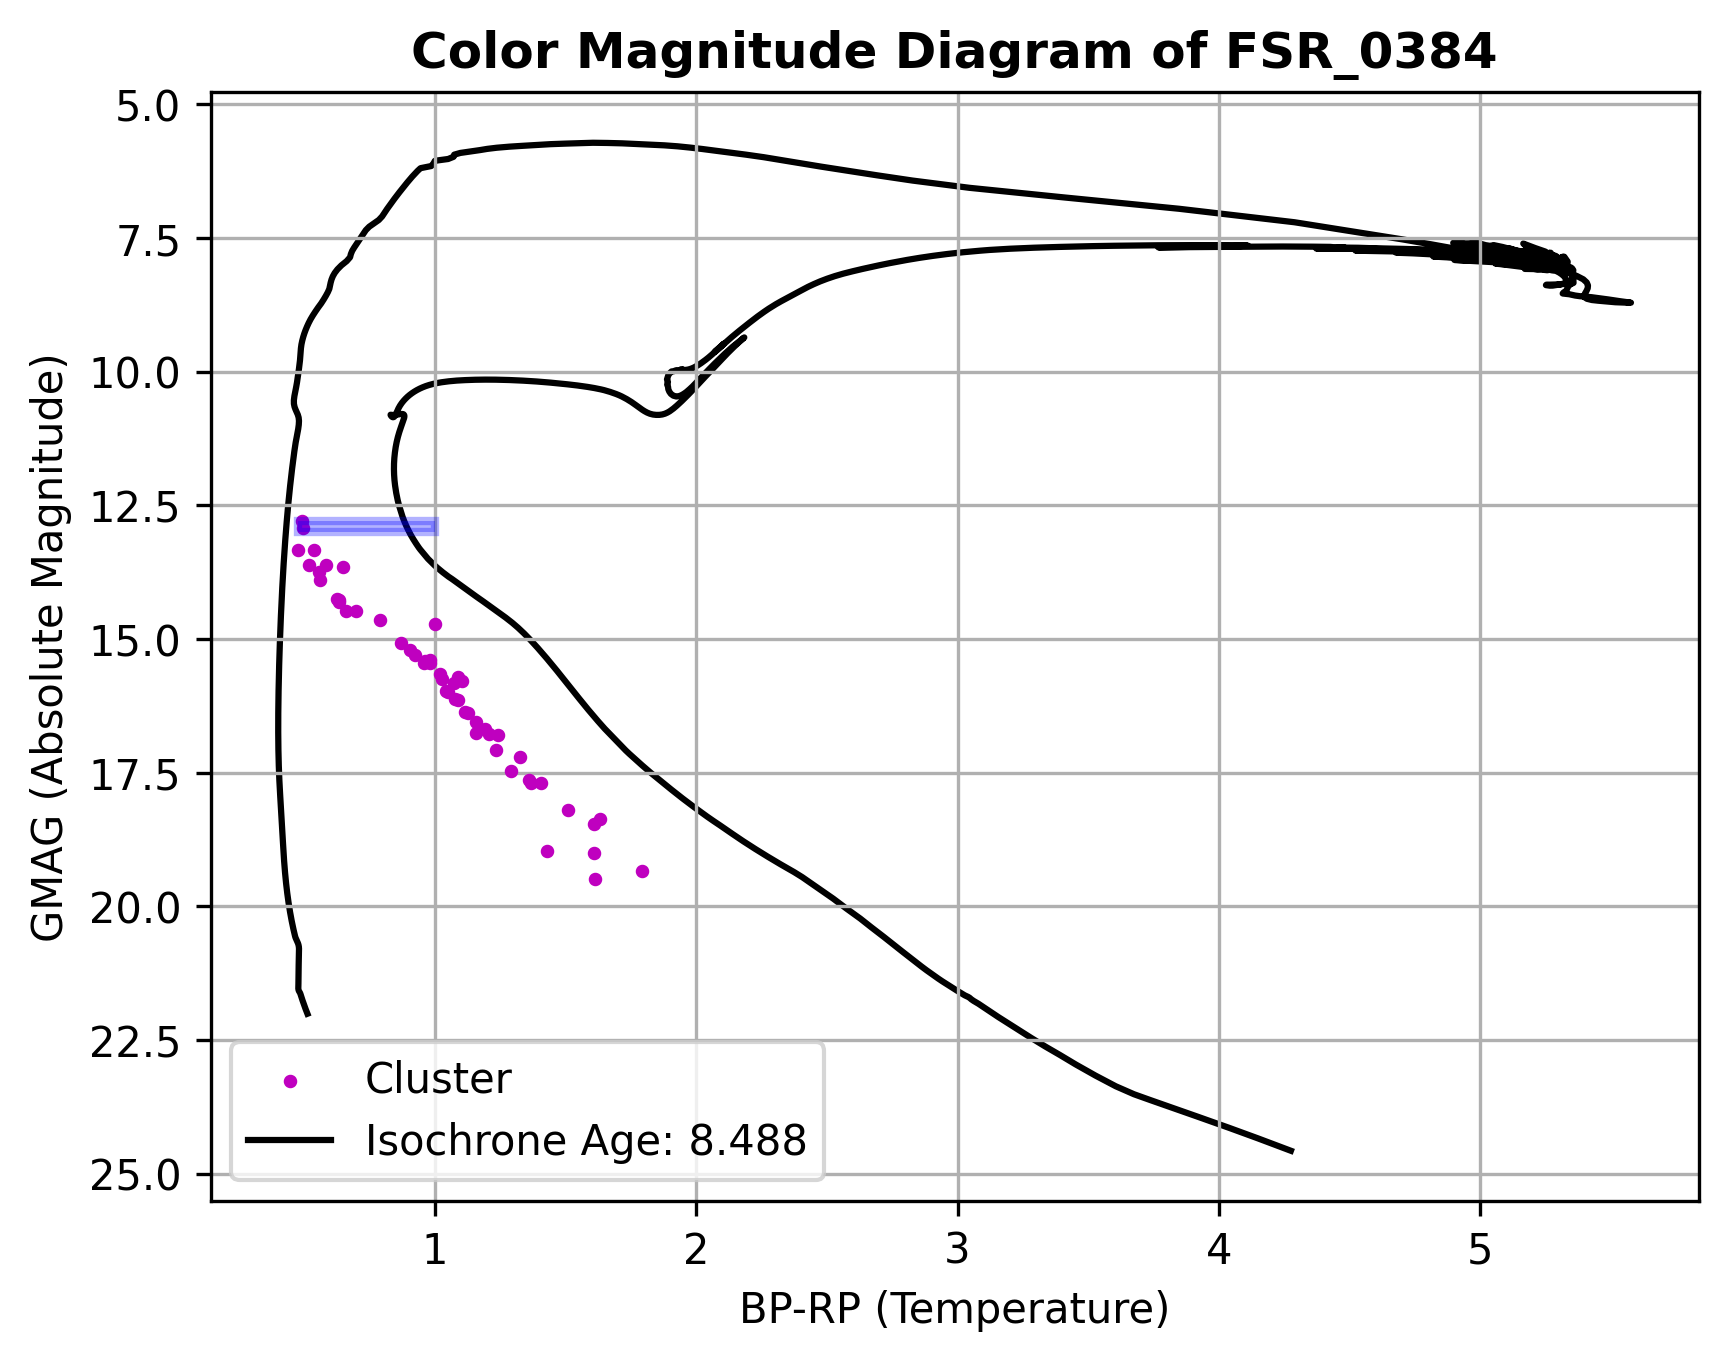 Color Magnitude Diagram of FSR_0384
5.0
7.5
10.0
12.5
15.0
17.5
20.0
22.5
25.0
GMAG (Absolute Magnitude)
Cluster
Isochrone Age: 8.488
1 2 3 4 5
BP-RP (Temperature)